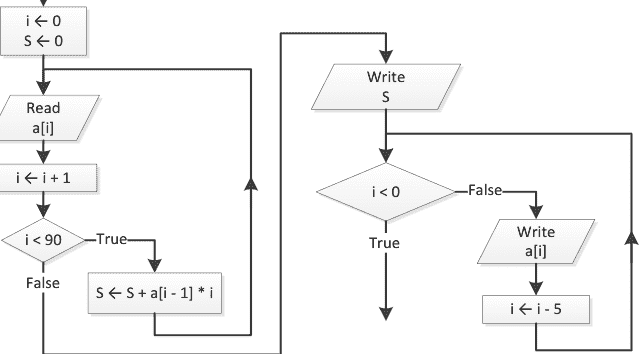 i ← 0
S ← 0
Read
a[i]
i ← i + 1
i < 90
True
False
S ← S + a[i - 1] * i
Write
S
i < 0
False
True
Write
a[i]
i ← i - 5